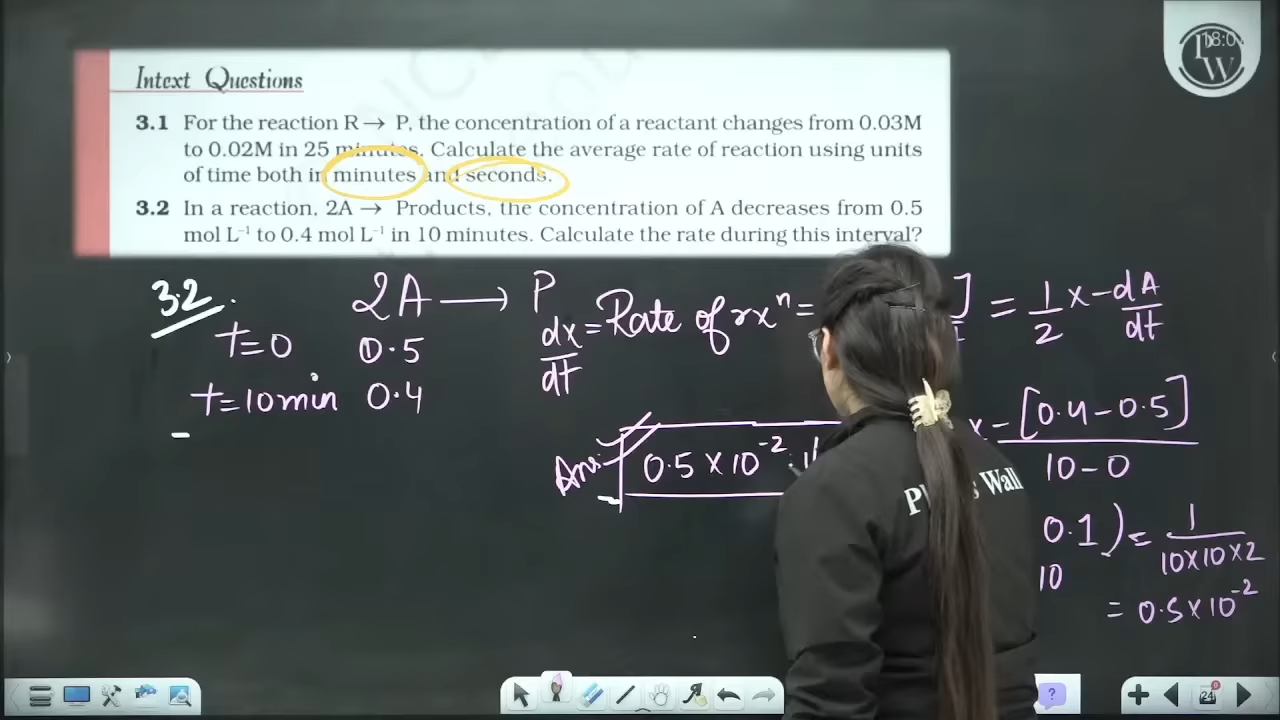 18:0
W
Intext Questions
3.1 For the reaction R → P, the concentration of a reactant changes from 0.03M
to 0.02M in 25 minutes. Calculate the average rate of reaction using units
of time both in minutes and seconds.
3.2 In a reaction, 2A → Products, the concentration of A decreases from 0.5
mol L⁻¹ to 0.4 mol L⁻¹ in 10 minutes. Calculate the rate during this interval?
3.2.
2A → P
t=0 0.5
t=10min 0.4
dx/dt = Rate of rxⁿ = ] = 1/2 x -dA/dt
x -[0.4-0.5]/10-0
Ans: 0.5×10⁻²
0.1/10) = 1/10×10×2
= 0.5×10⁻²
Wall
24